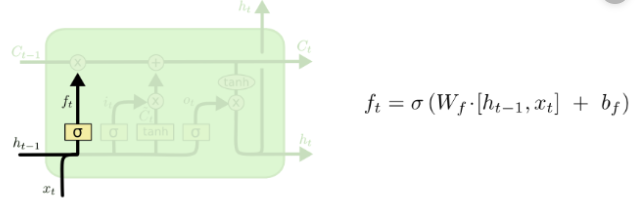 h_t
C_{t-1}
C_t
× +
tanh
f_t i_t o_t × ×
C̃_t
σ σ tanh σ
h_{t-1} h_t
x_t
f_t = σ (W_f · [h_{t-1}, x_t] + b_f)